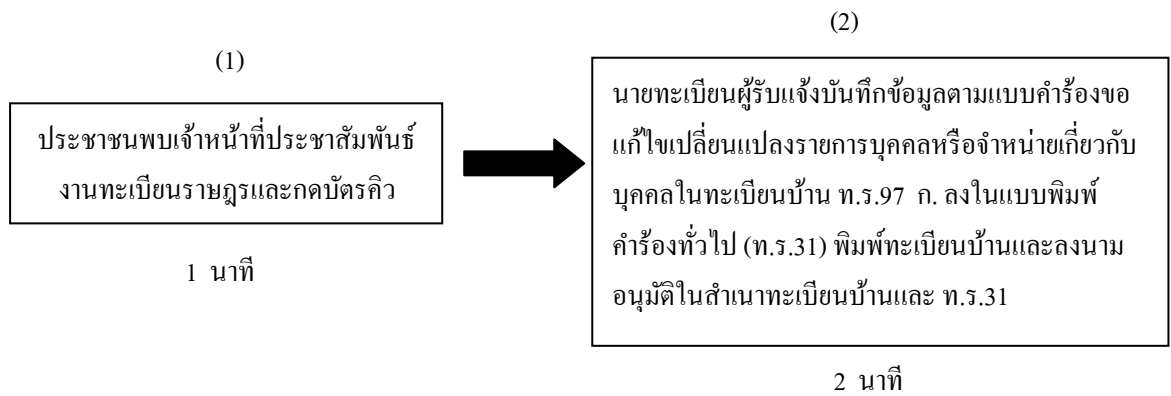 (1)
ประชาชนพบเจ้าหน้าที่ประชาสัมพันธ์
งานทะเบียนราษฎรและกดบัตรคิว
1 นาที
(2)
นายทะเบียนผู้รับแจ้งบันทึกข้อมูลตามแบบคำร้องขอ
แก้ไขเปลี่ยนแปลงรายการบุคคลหรือจำหน่ายเกี่ยวกับ
บุคคลในทะเบียนบ้าน ท.ร.97 ก. ลงในแบบพิมพ์
คำร้องทั่วไป (ท.ร.31) พิมพ์ทะเบียนบ้านและลงนาม
อนุมัติในสำเนาทะเบียนบ้านและ ท.ร.31
2 นาที